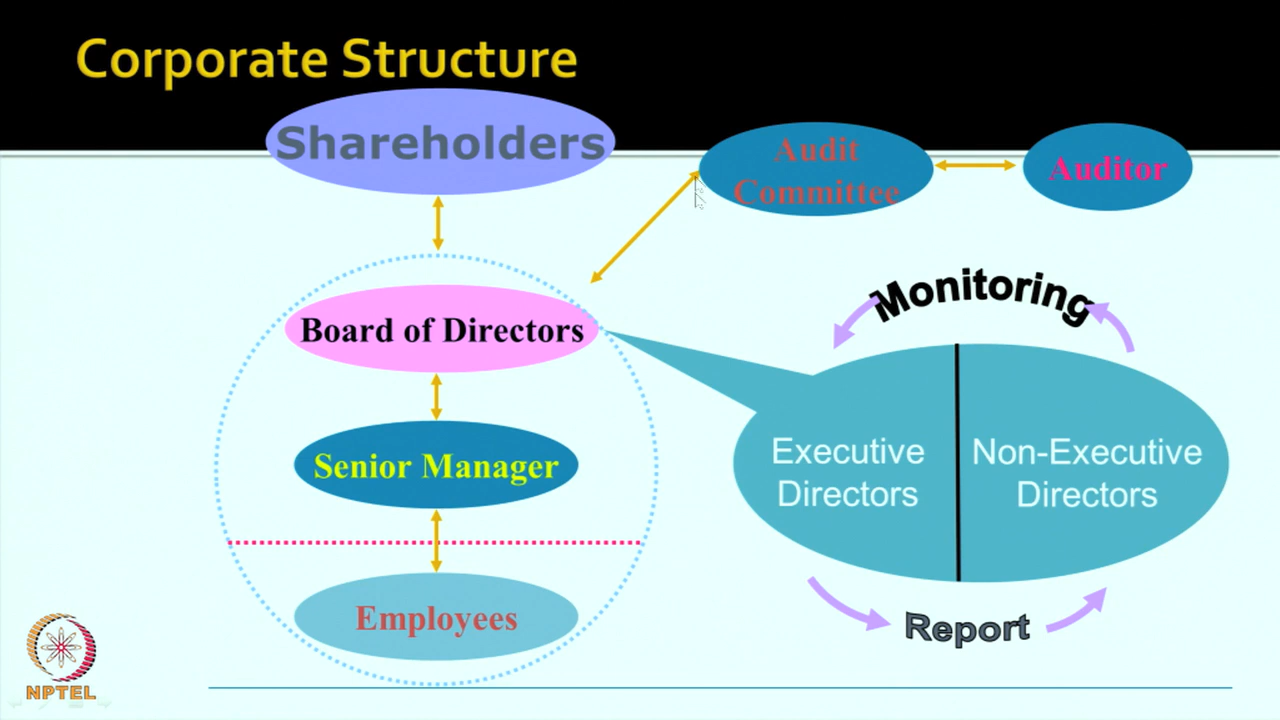 Corporate Structure
Shareholders
Audit
Committee
Auditor
Board of Directors
Senior Manager
Employees
Monitoring
Executive
Directors
Non-Executive
Directors
Report
NPTEL